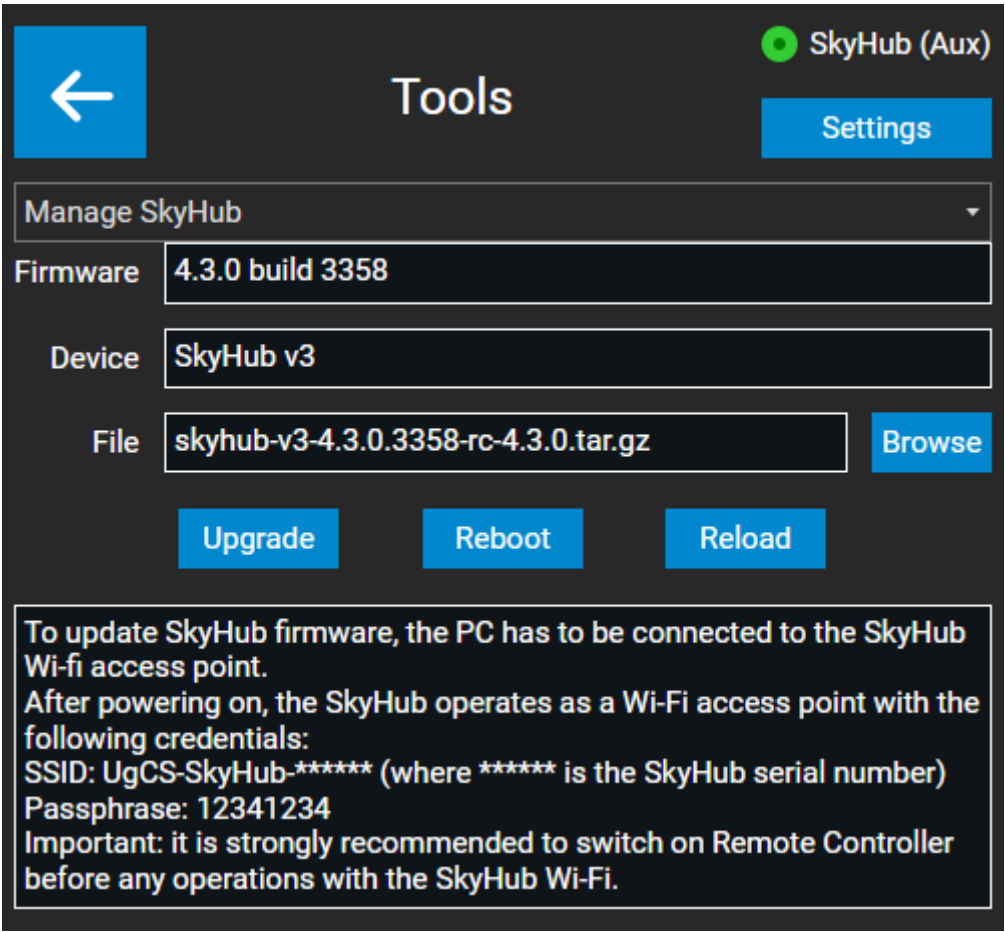 SkyHub (Aux)
Tools
Settings
Manage SkyHub
Firmware 4.3.0 build 3358
Device SkyHub v3
File skyhub-v3-4.3.0.3358-rc-4.3.0.tar.gz Browse
Upgrade Reboot Reload
To update SkyHub firmware, the PC has to be connected to the SkyHub
Wi-fi access point.
After powering on, the SkyHub operates as a Wi-Fi access point with the
following credentials:
SSID: UgCS-SkyHub-****** (where ****** is the SkyHub serial number)
Passphrase: 12341234
Important: it is strongly recommended to switch on Remote Controller
before any operations with the SkyHub Wi-Fi.